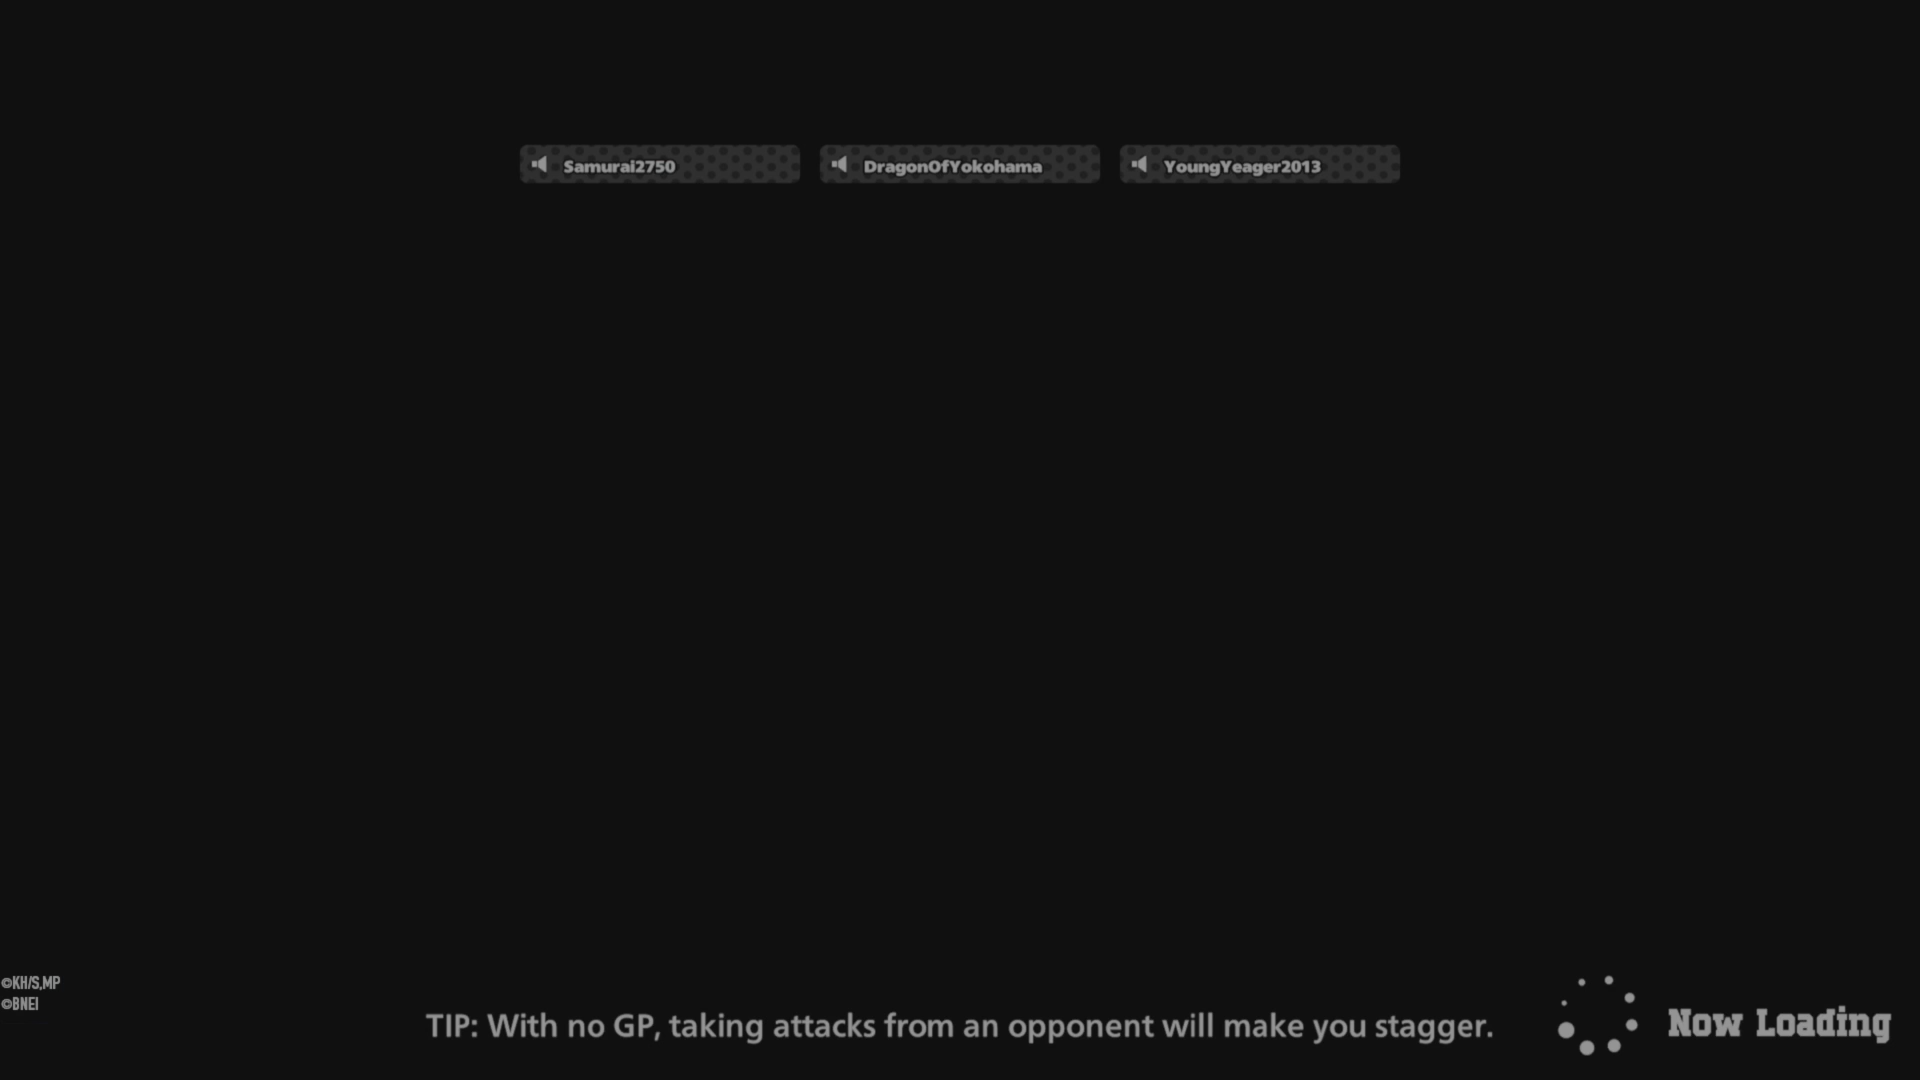 Samurai2750
DragonOfYokohama
YoungYeager2013
©KH/S,MP
©BNEI
TIP: With no GP, taking attacks from an opponent will make you stagger.
Now Loading